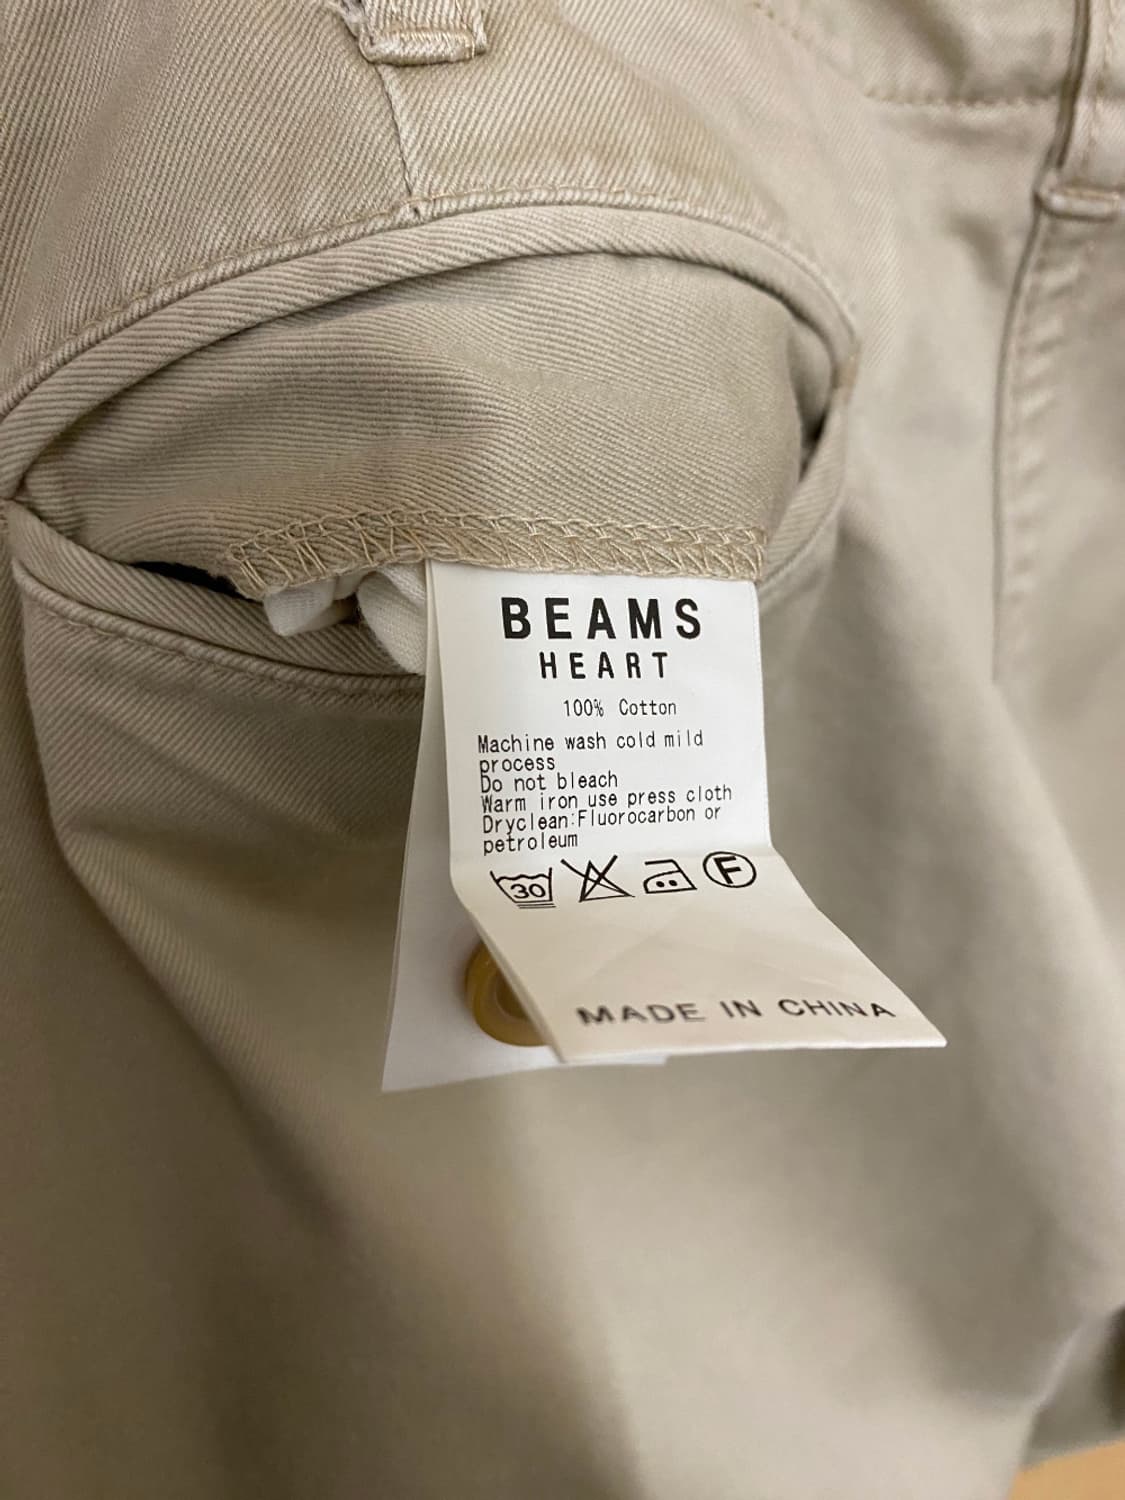 BEAMS
HEART
100% Cotton
Machine wash cold mild
process
Do not bleach
Warm iron use press cloth
Dryclean:Fluorocarbon or
petroleum
30
F
MADE IN CHINA